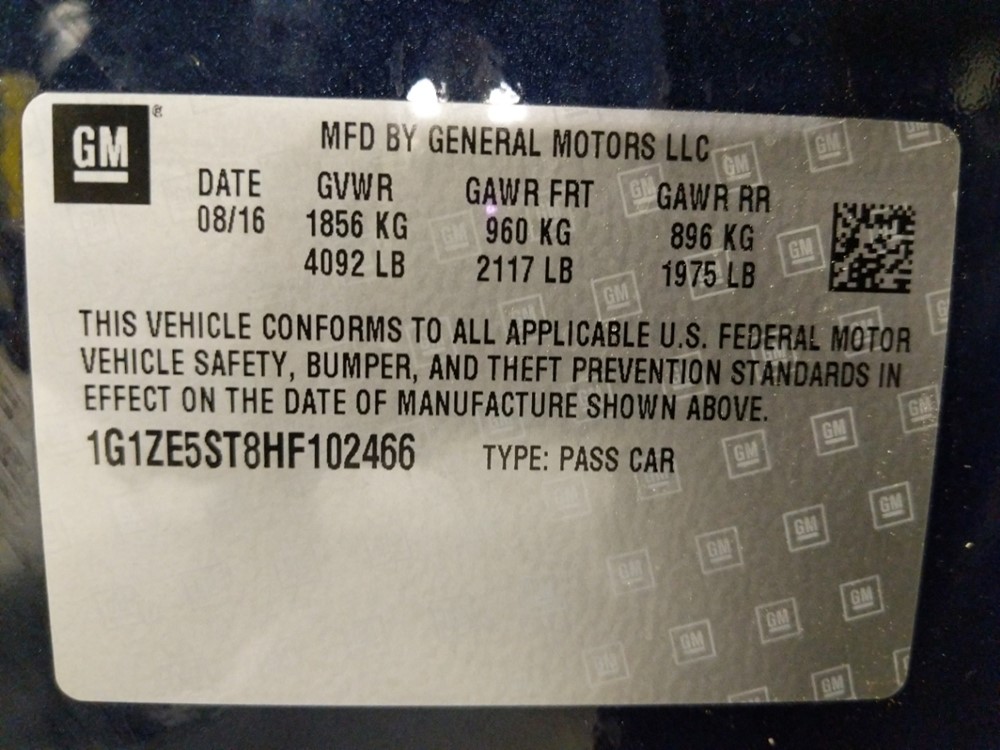 GM
MFD BY GENERAL MOTORS LLC
DATE GVWR GAWR FRT GAWR RR
08/16 1856 KG 960 KG 896 KG
4092 LB 2117 LB 1975 LB
THIS VEHICLE CONFORMS TO ALL APPLICABLE U.S. FEDERAL MOTOR
VEHICLE SAFETY, BUMPER, AND THEFT PREVENTION STANDARDS IN
EFFECT ON THE DATE OF MANUFACTURE SHOWN ABOVE.
1G1ZE5ST8HF102466 TYPE: PASS CAR